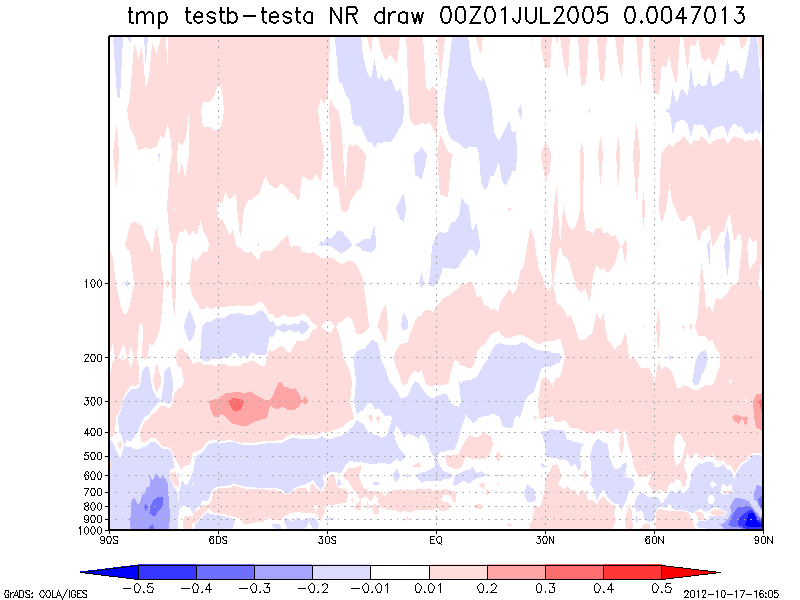 tmp testb-testa NR draw 00Z01JUL2005 0.0047013
100
200
300
400
500
600
700
800
900
1000
90S 60S 30S EQ 30N 60N 90N
-0.5 -0.4 -0.3 -0.2 -0.01 0.01 0.2 0.3 0.4 0.5
GrADS: COLA/IGES 2012-10-17-16:05